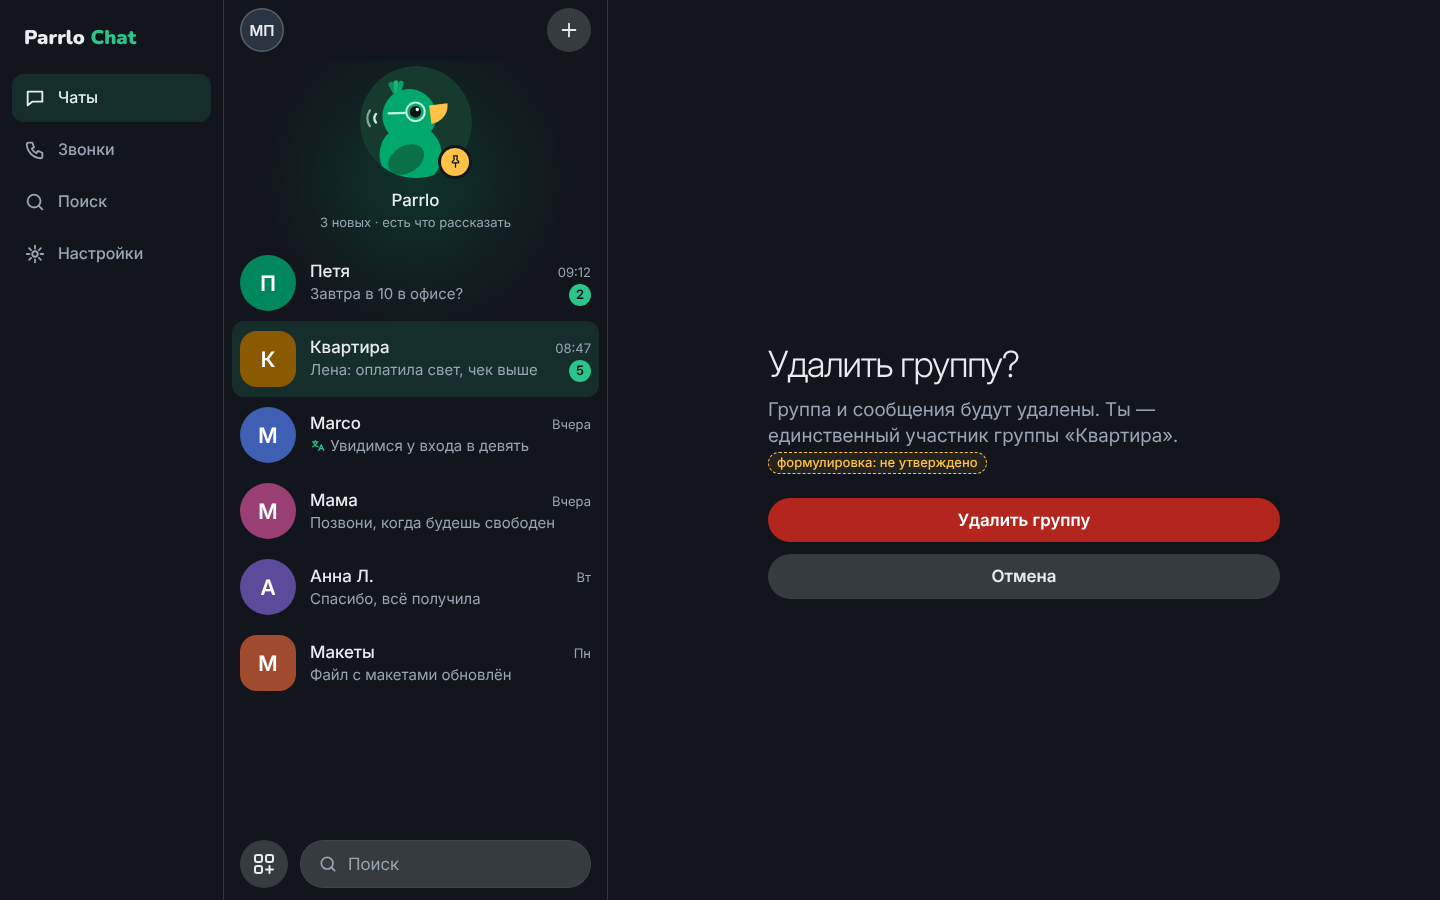 Parrlo Chat
Чаты
Звонки
Поиск
Настройки
МП
Parrlo
3 новых · есть что рассказать
П
Петя
09:12
Завтра в 10 в офисе?
2
К
Квартира
08:47
Лена: оплатила свет, чек выше
5
M
Marco
Вчера
Увидимся у входа в девять
М
Мама
Вчера
Позвони, когда будешь свободен
А
Анна Л.
Вт
Спасибо, всё получила
М
Макеты
Пн
Файл с макетами обновлён
Поиск
Удалить группу?
Группа и сообщения будут удалены. Ты —
единственный участник группы «Квартира».
формулировка: не утверждено
Удалить группу
Отмена